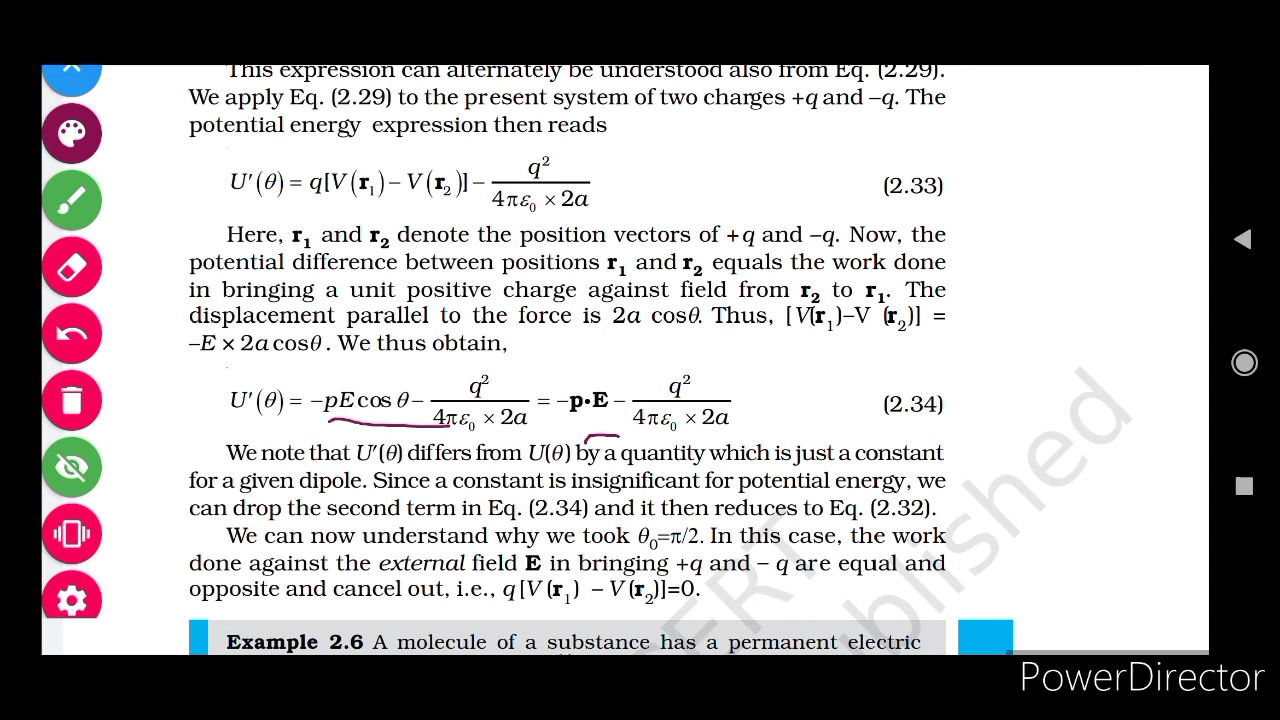 This expression can alternately be understood also from Eq. (2.29).
We apply Eq. (2.29) to the present system of two charges +q and –q. The
potential energy expression then reads
U′(θ) = q[V(r₁) − V(r₂)] − q²/(4πε₀ × 2a) (2.33)
Here, r₁ and r₂ denote the position vectors of +q and –q. Now, the
potential difference between positions r₁ and r₂ equals the work done
in bringing a unit positive charge against field from r₂ to r₁. The
displacement parallel to the force is 2a cosθ. Thus, [V(r₁)–V (r₂)] =
–E × 2a cosθ . We thus obtain,
U′(θ) = −pE cos θ − q²/(4πε₀ × 2a) = −p•E − q²/(4πε₀ × 2a) (2.34)
We note that U′(θ) differs from U(θ) by a quantity which is just a constant
for a given dipole. Since a constant is insignificant for potential energy, we
can drop the second term in Eq. (2.34) and it then reduces to Eq. (2.32).
We can now understand why we took θ₀=π/2. In this case, the work
done against the external field E in bringing +q and – q are equal and
opposite and cancel out, i.e., q [V (r₁) – V (r₂)]=0.
Example 2.6 A molecule of a substance has a permanent electric
PowerDirector